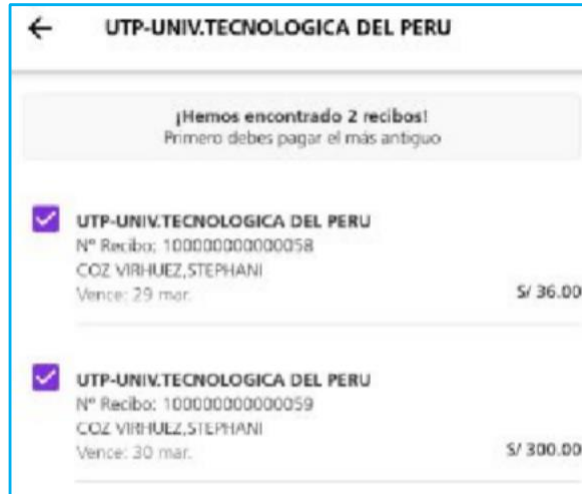 UTP-UNIV.TECNOLOGICA DEL PERU
¡Hemos encontrado 2 recibos!
Primero debes pagar el más antiguo
UTP-UNIV.TECNOLOGICA DEL PERU
N° Recibo: 100000000000058
COZ VIRHUEZ,STEPHANI
Vence: 29 mar.
S/ 36.00
UTP-UNIV.TECNOLOGICA DEL PERU
N° Recibo: 100000000000059
COZ VIRHUEZ,STEPHANI
Vence: 30 mar.
S/ 300.00